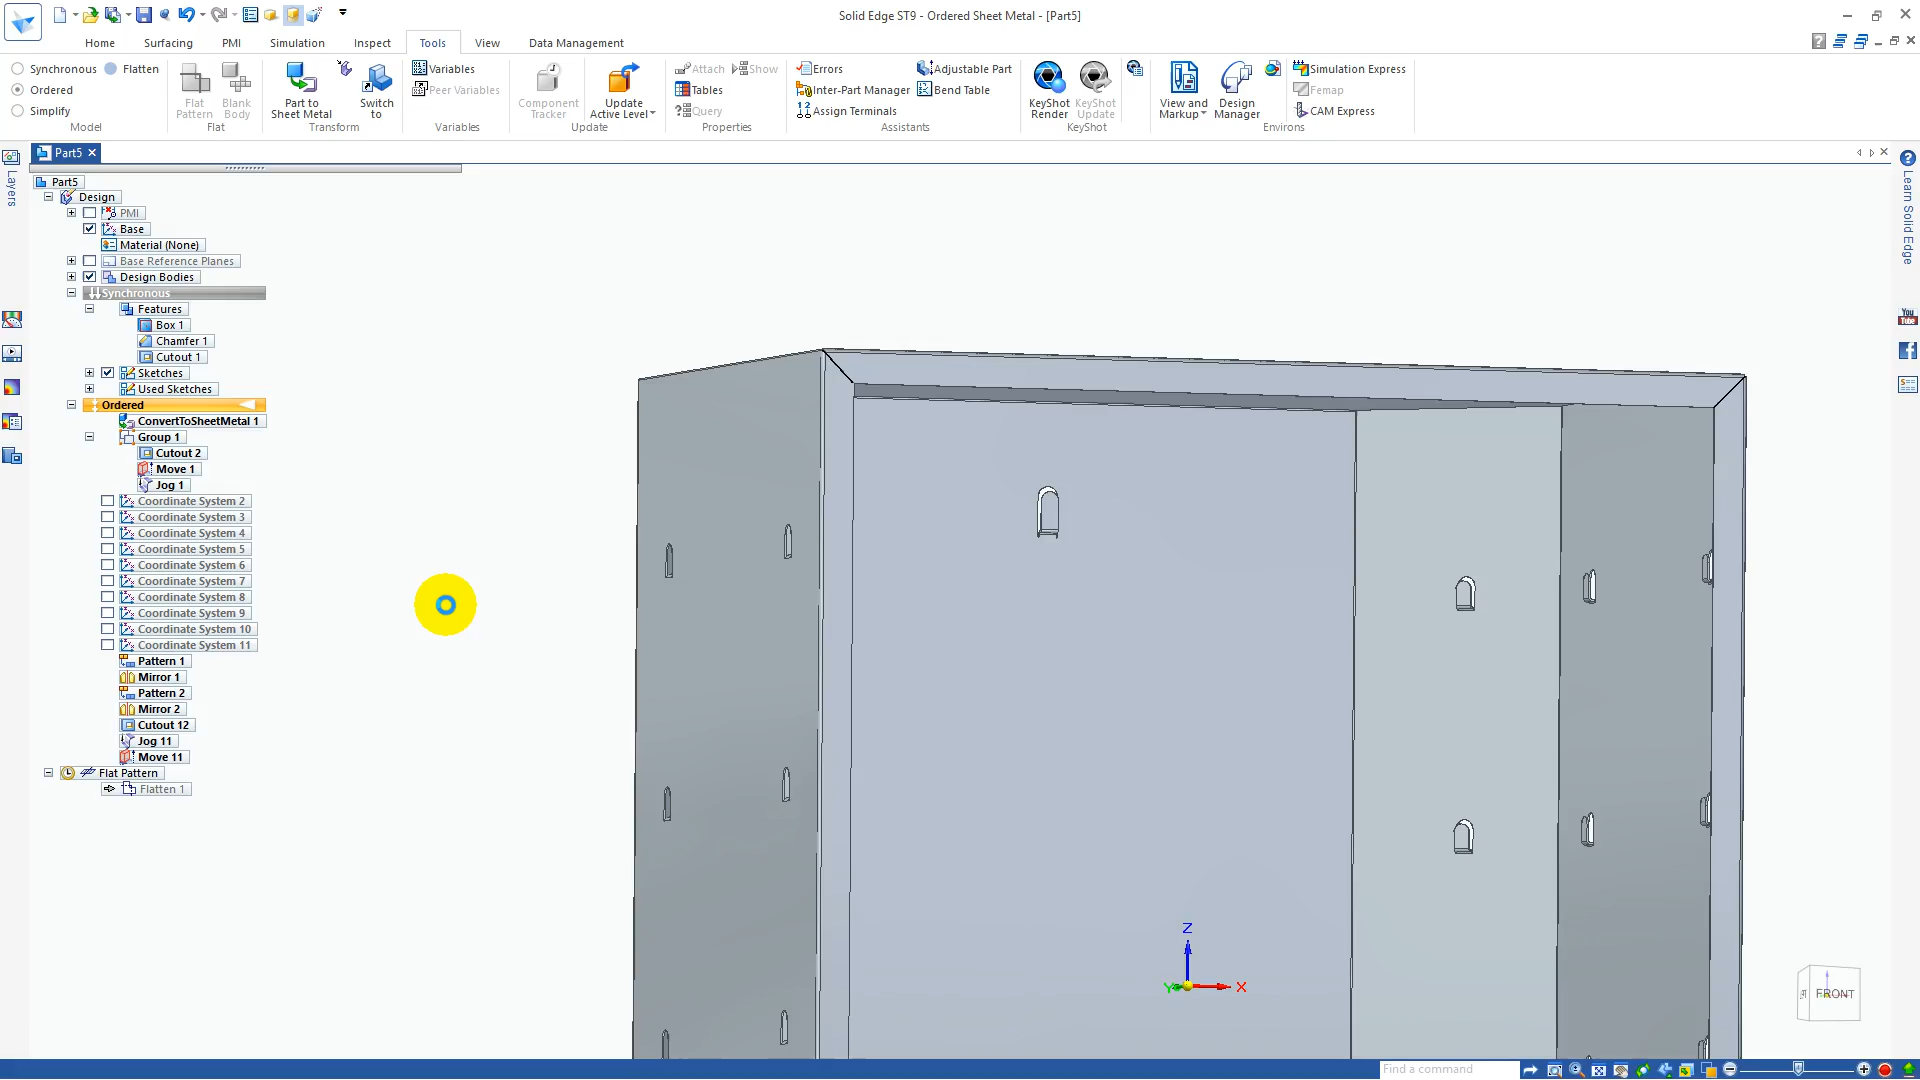 Solid Edge ST9 - Ordered Sheet Metal - [Part5]
Home Surfacing PMI Simulation Inspect Tools View Data Management
Synchronous Flatten
Ordered
Simplify
Model
Flat Pattern
Blank Body
Flat
Part to Sheet Metal
Switch to
Transform
Variables
Peer Variables
Variables
Component Tracker
Update Active Level
Update
Attach Show
Tables
Query
Properties
Errors
Inter-Part Manager
Assign Terminals
Adjustable Part
Bend Table
Assistants
KeyShot Render
KeyShot Update
KeyShot
View and Markup
Design Manager
Simulation Express
Femap
CAM Express
Environs
Part5
Layers
Learn Solid Edge
You Tube
Part5
Design
PMI
Base
Material (None)
Base Reference Planes
Design Bodies
Synchronous
Features
Box 1
Chamfer 1
Cutout 1
Sketches
Used Sketches
Ordered
ConvertToSheetMetal 1
Group 1
Cutout 2
Move 1
Jog 1
Coordinate System 2
Coordinate System 3
Coordinate System 4
Coordinate System 5
Coordinate System 6
Coordinate System 7
Coordinate System 8
Coordinate System 9
Coordinate System 10
Coordinate System 11
Pattern 1
Mirror 1
Pattern 2
Mirror 2
Cutout 12
Jog 11
Move 11
Flat Pattern
Flatten 1
Z
Y X
FRONT
Find a command